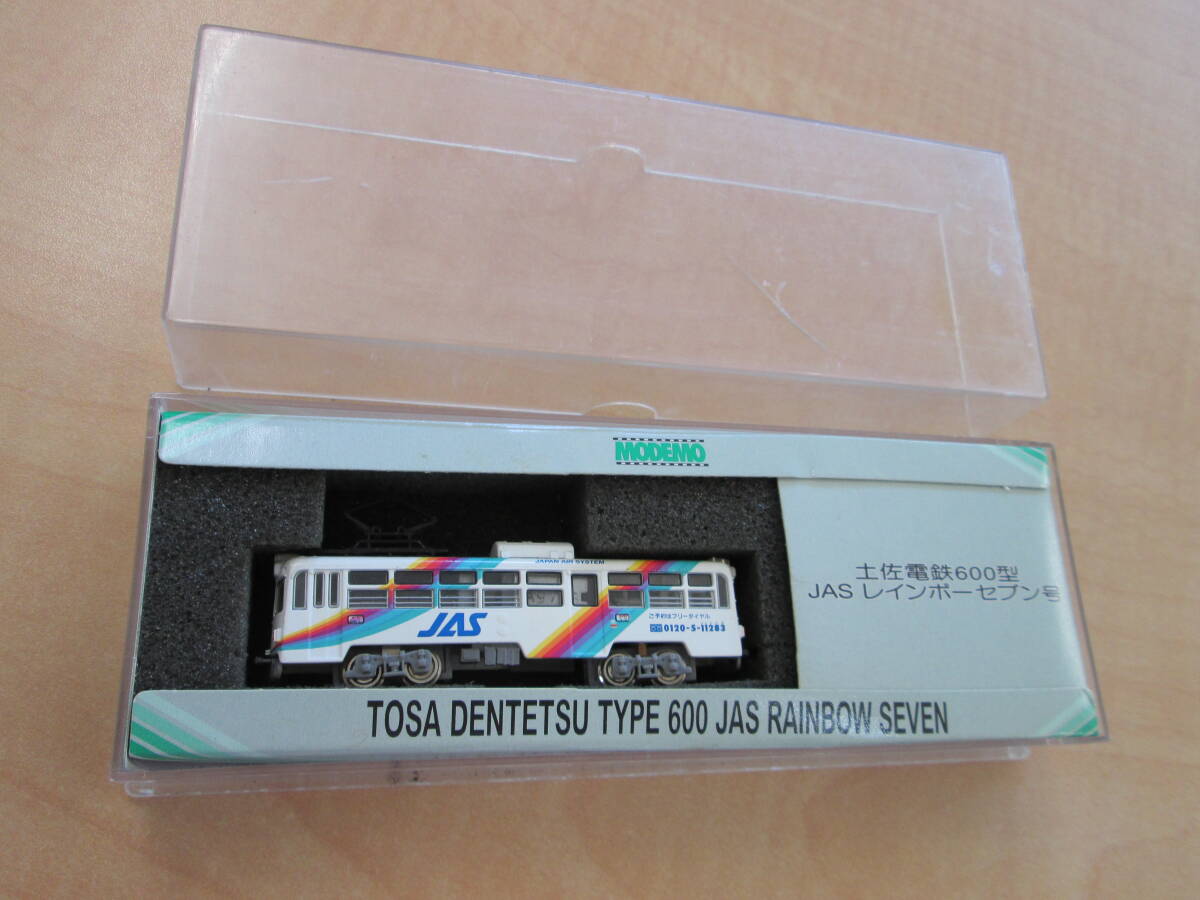 MODEMO
土佐電鉄600型
JAS レインボーセブン号
JAPAN AIR SYSTEM
JAS
ご予約はフリーダイヤル
0120-5-11283
TOSA DENTETSU TYPE 600 JAS RAINBOW SEVEN